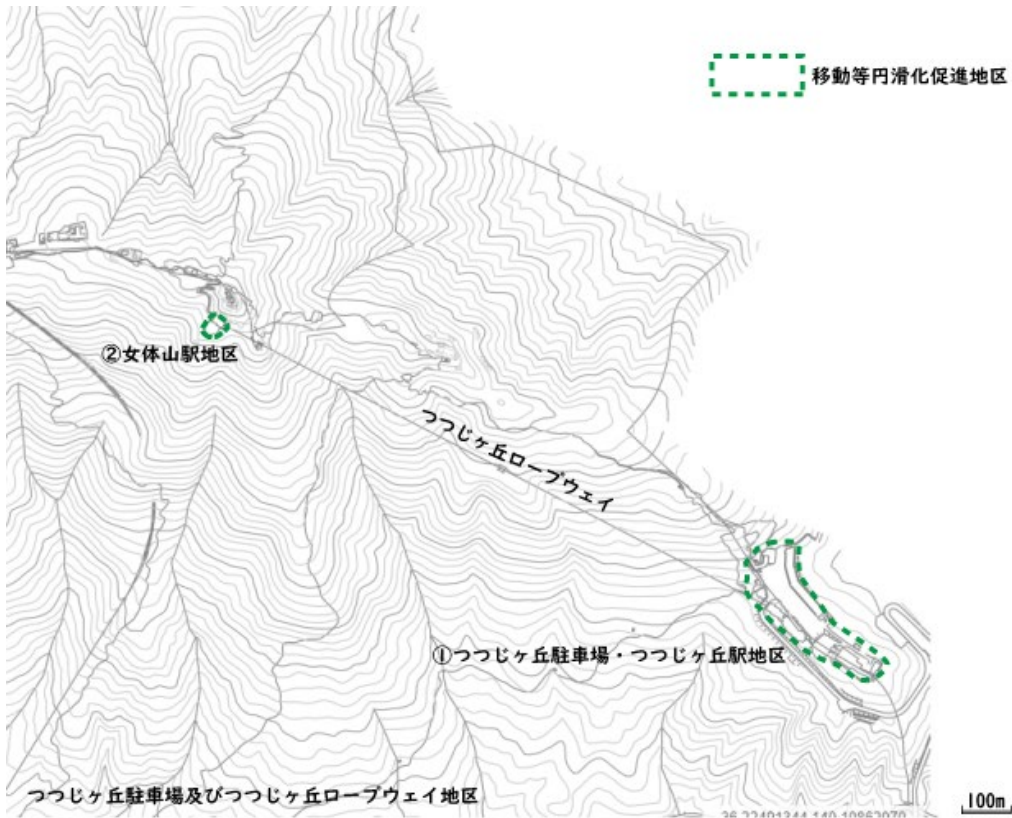 移動等円滑化促進地区
②女体山駅地区
つつじヶ丘ロープウェイ
①つつじヶ丘駐車場・つつじヶ丘駅地区
つつじヶ丘駐車場及びつつじヶ丘ロープウェイ地区
100m